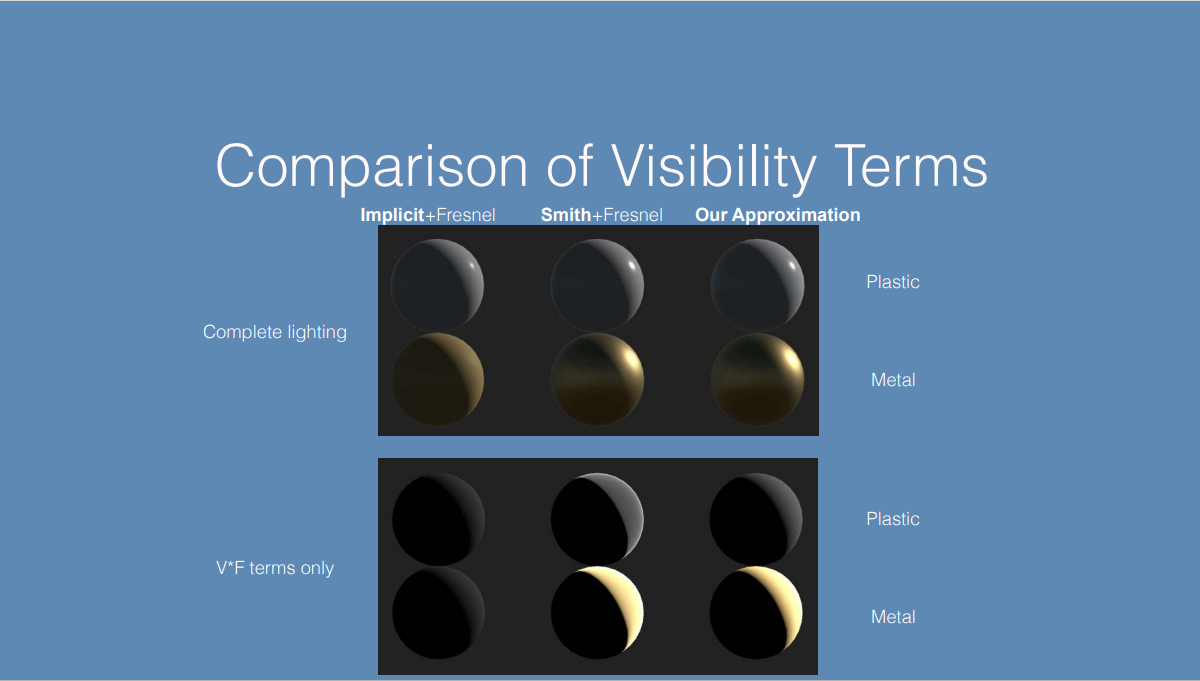 Comparison of Visibility Terms
Implicit+Fresnel Smith+Fresnel Our Approximation
Plastic
Complete lighting
Metal
Plastic
V*F terms only
Metal